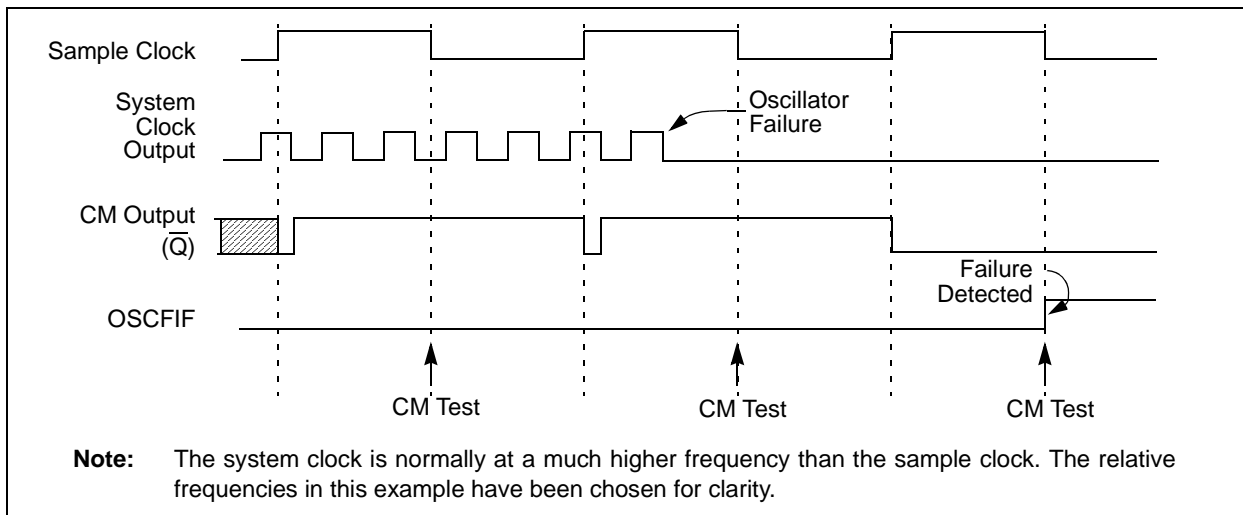 Sample Clock
System
Clock
Output
Oscillator
Failure
CM Output
(Q̅)
Failure
Detected
OSCFIF
CM Test
CM Test
CM Test
Note: The system clock is normally at a much higher frequency than the sample clock. The relative
frequencies in this example have been chosen for clarity.